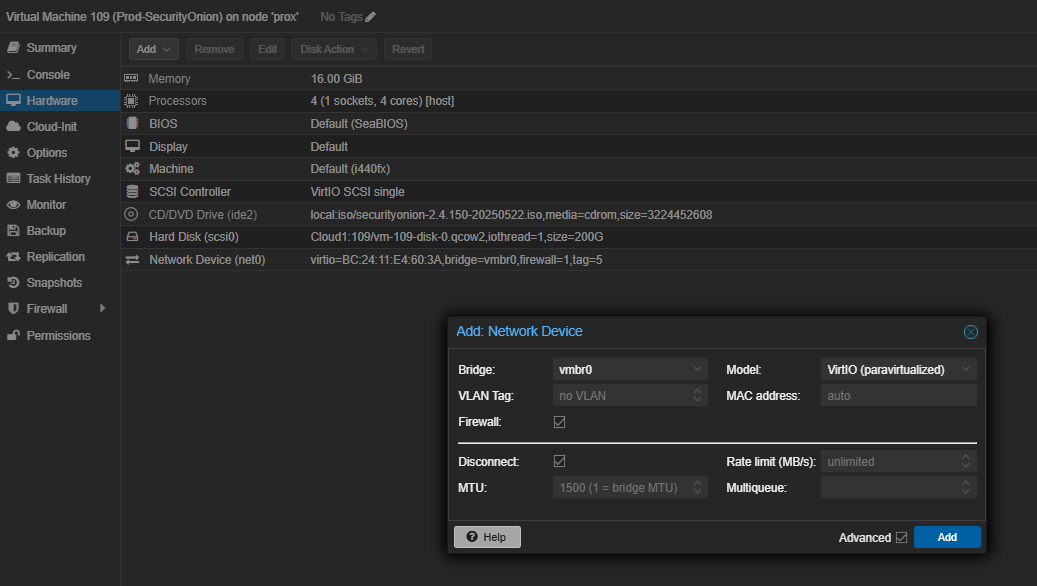 Virtual Machine 109 (Prod-SecurityOnion) on node 'prox' No Tags
Summary
Console
Hardware
Cloud-Init
Options
Task History
Monitor
Backup
Replication
Snapshots
Firewall
Permissions
Add Remove Edit Disk Action Revert
Memory 16.00 GiB
Processors 4 (1 sockets, 4 cores) [host]
BIOS Default (SeaBIOS)
Display Default
Machine Default (i440fx)
SCSI Controller VirtIO SCSI single
CD/DVD Drive (ide2) local:iso/securityonion-2.4.150-20250522.iso,media=cdrom,size=3224452608
Hard Disk (scsi0) Cloud1:109/vm-109-disk-0.qcow2,iothread=1,size=200G
Network Device (net0) virtio=BC:24:11:E4:60:3A,bridge=vmbr0,firewall=1,tag=5
Add: Network Device
Bridge: vmbr0 Model: VirtIO (paravirtualized)
VLAN Tag: no VLAN MAC address: auto
Firewall:
Disconnect: Rate limit (MB/s): unlimited
MTU: 1500 (1 = bridge MTU) Multiqueue:
Help Advanced Add